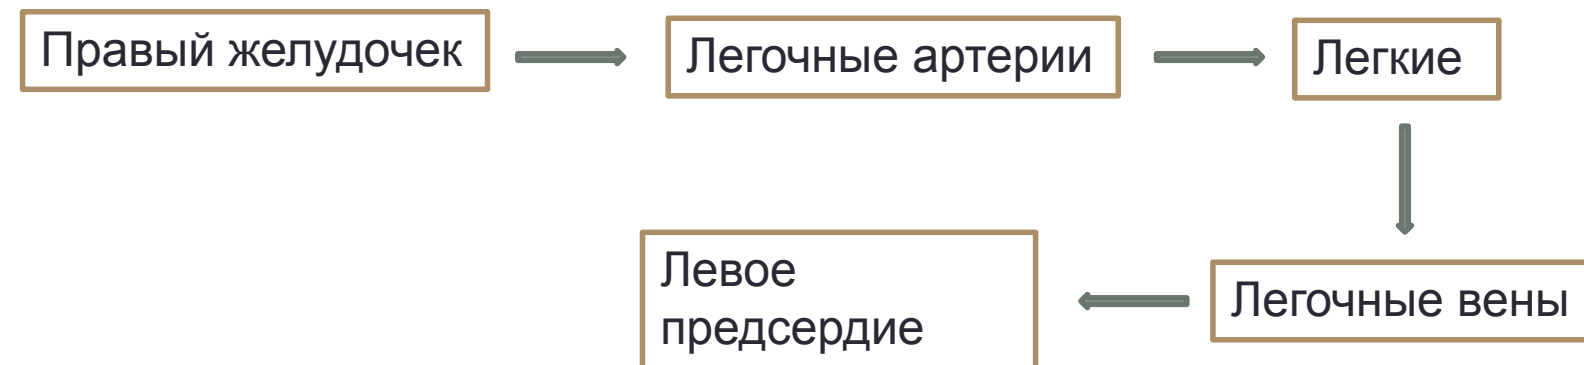 Правый желудочек
Легочные артерии
Легкие
Легочные вены
Левое
предсердие